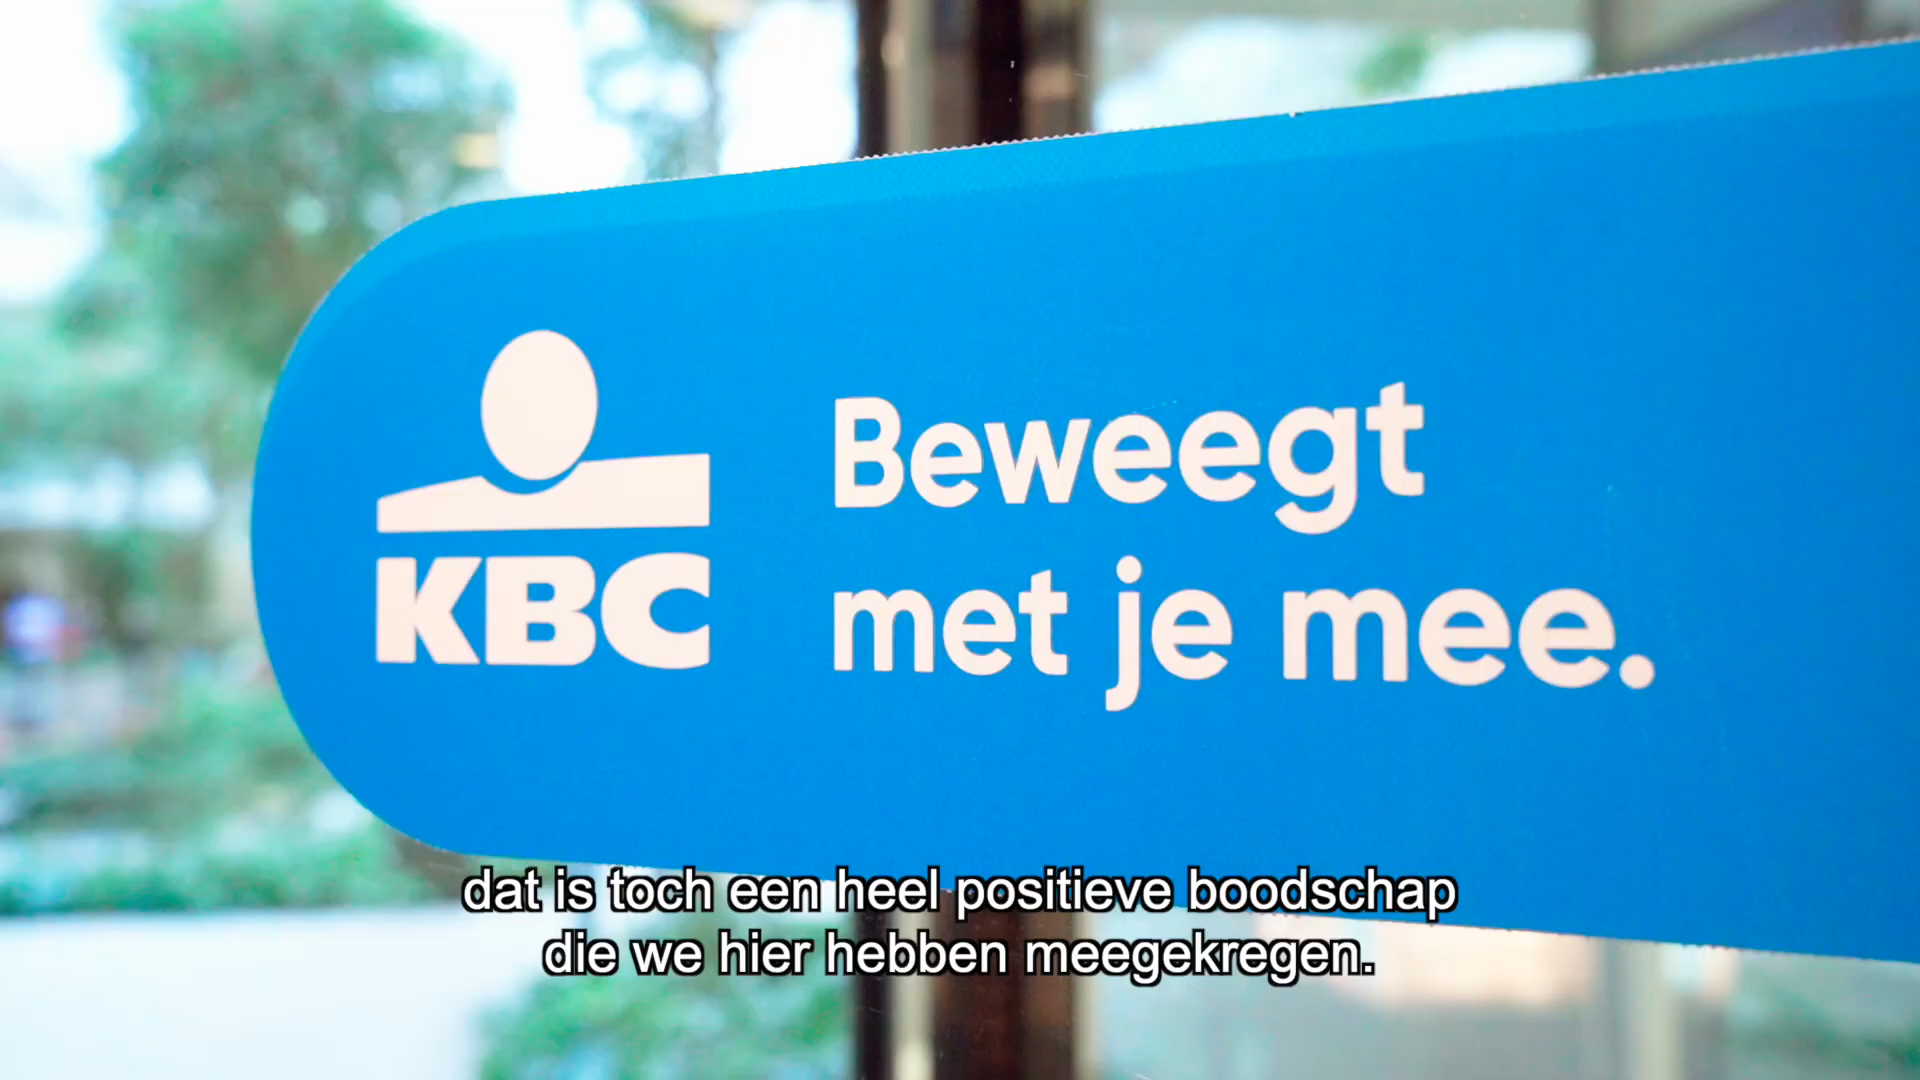 KBC
Beweegt
met je mee.
dat is toch een heel positieve boodschap
die we hier hebben meegekregen.